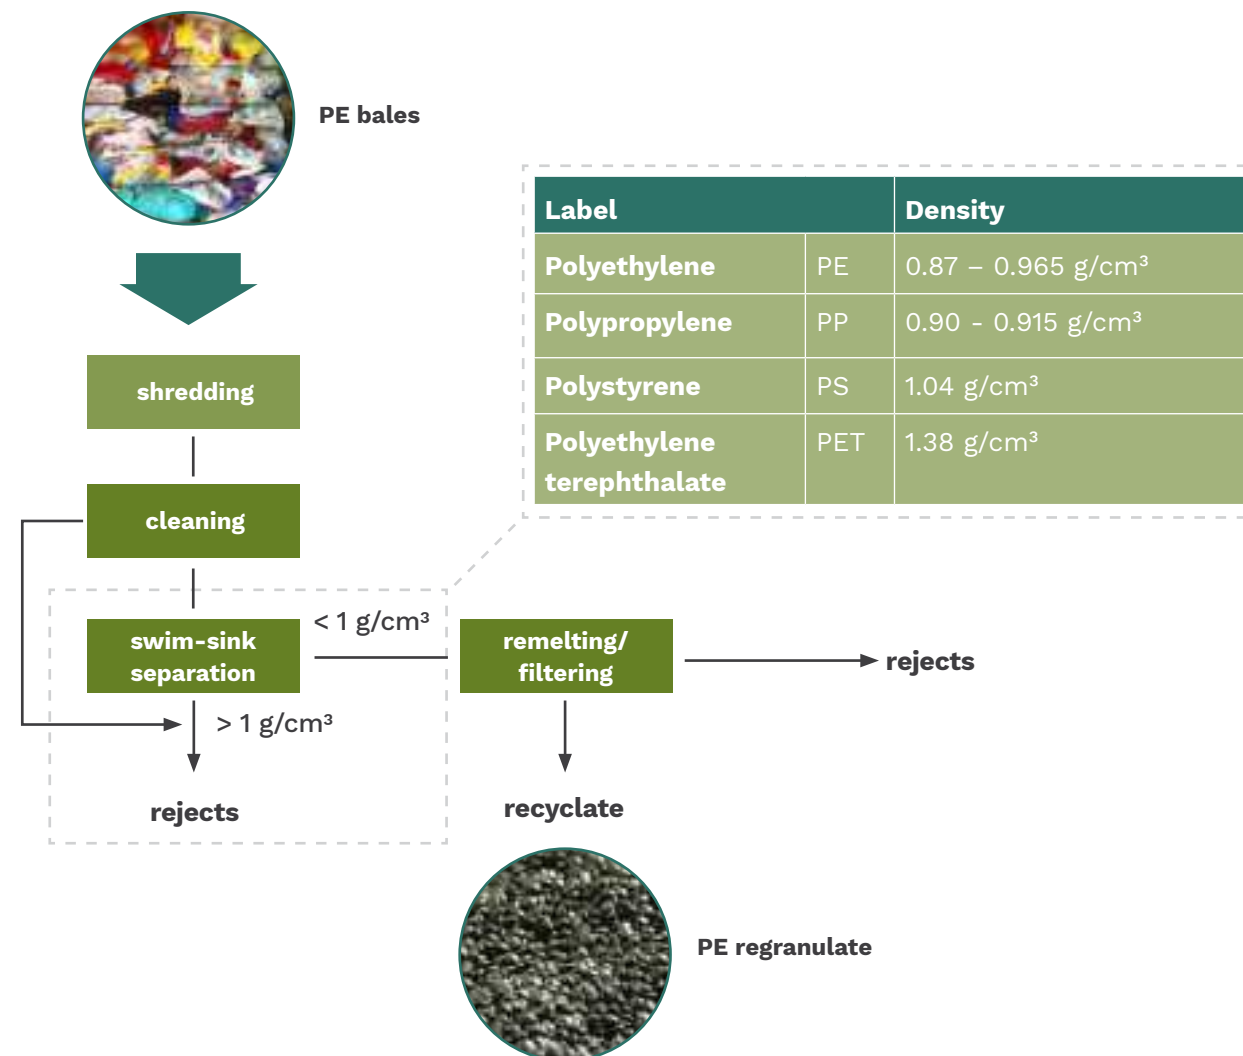 PE bales
Label Density
Polyethylene PE 0.87 – 0.965 g/cm³
Polypropylene PP 0.90 - 0.915 g/cm³
Polystyrene PS 1.04 g/cm³
Polyethylene PET 1.38 g/cm³
terephthalate
shredding
cleaning
< 1 g/cm³
swim-sink
separation
remelting/
filtering
rejects
> 1 g/cm³
rejects
recyclate
PE regranulate